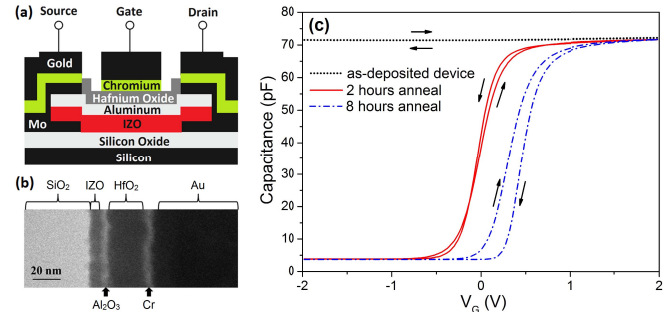 (a)
Source Gate Drain
Gold
Chromium
Hafnium Oxide
Aluminum
Mo IZO
Silicon Oxide
Silicon
(b)
SiO2 IZO HfO2 Au
20 nm
Al2O3 Cr
(c)
80
70
60
50
40
30
20
10
0
Capacitance (pF)
as-deposited device
2 hours anneal
8 hours anneal
-2 -1 0 1 2
VG (V)